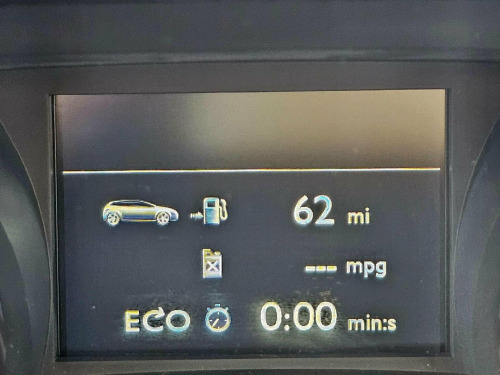 62 mi
--- mpg
ECO 0:00 min:s